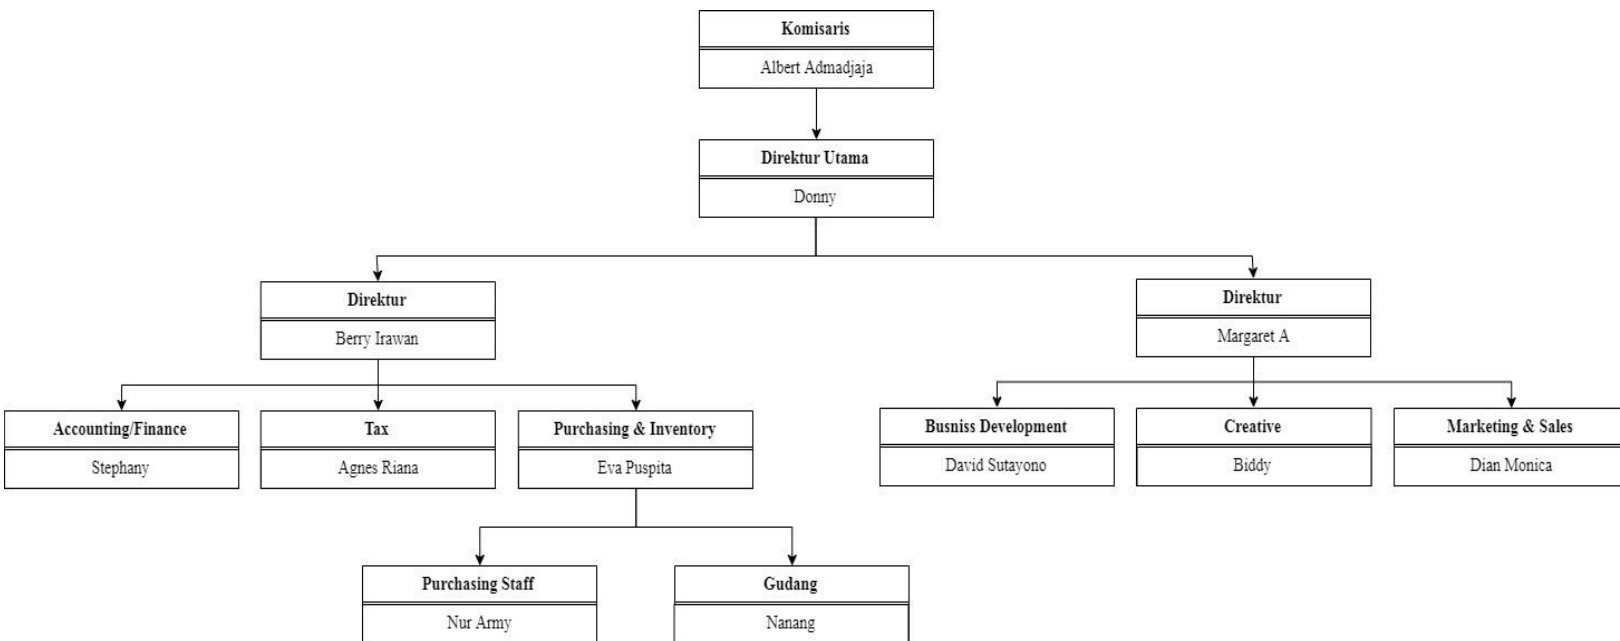 Komisaris
Albert Admadjaja
Direktur Utama
Donny
Direktur
Berry Irawan
Direktur
Margaret A
Accounting/Finance
Stephany
Tax
Agnes Riana
Purchasing & Inventory
Eva Puspita
Busniss Development
David Sutayono
Creative
Biddy
Marketing & Sales
Dian Monica
Purchasing Staff
Nur Army
Gudang
Nanang